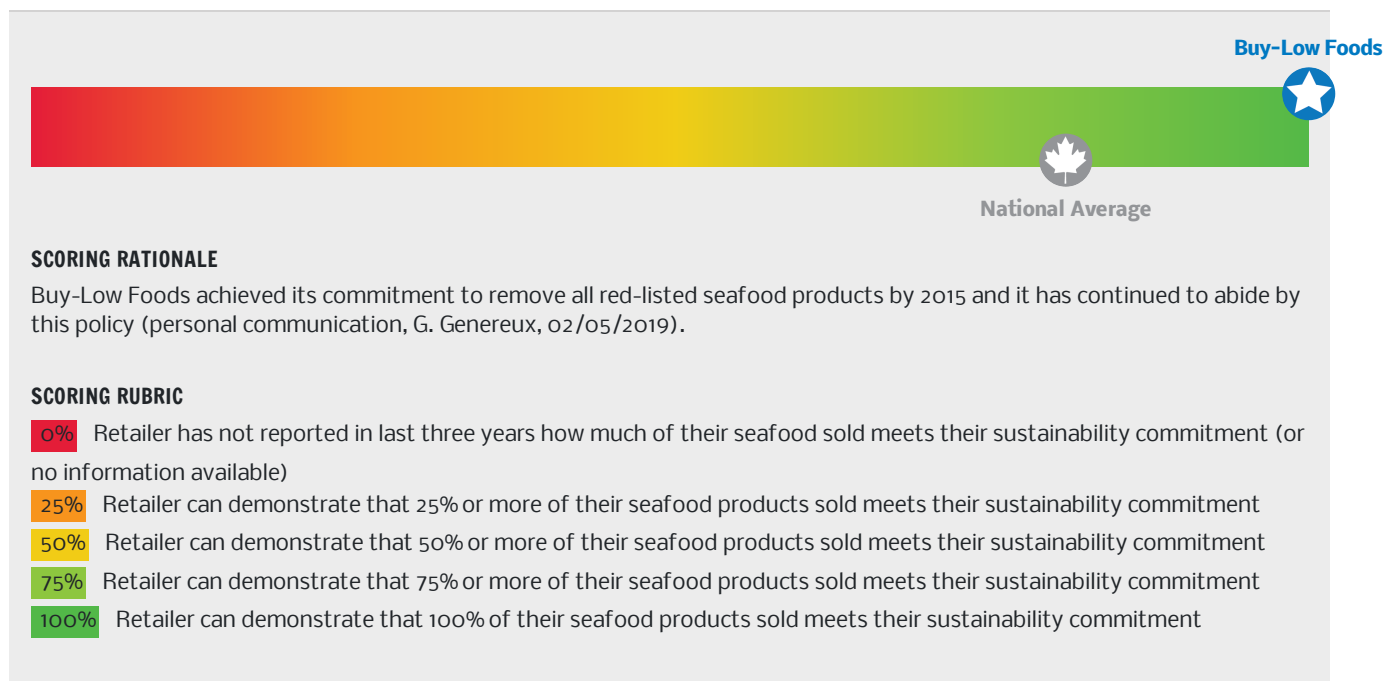 Buy-Low Foods
National Average
SCORING RATIONALE
Buy-Low Foods achieved its commitment to remove all red-listed seafood products by 2015 and it has continued to abide by
this policy (personal communication, G. Genereux, 02/05/2019).
SCORING RUBRIC
0% Retailer has not reported in last three years how much of their seafood sold meets their sustainability commitment (or
no information available)
25% Retailer can demonstrate that 25% or more of their seafood products sold meets their sustainability commitment
50% Retailer can demonstrate that 50% or more of their seafood products sold meets their sustainability commitment
75% Retailer can demonstrate that 75% or more of their seafood products sold meets their sustainability commitment
100% Retailer can demonstrate that 100% of their seafood products sold meets their sustainability commitment